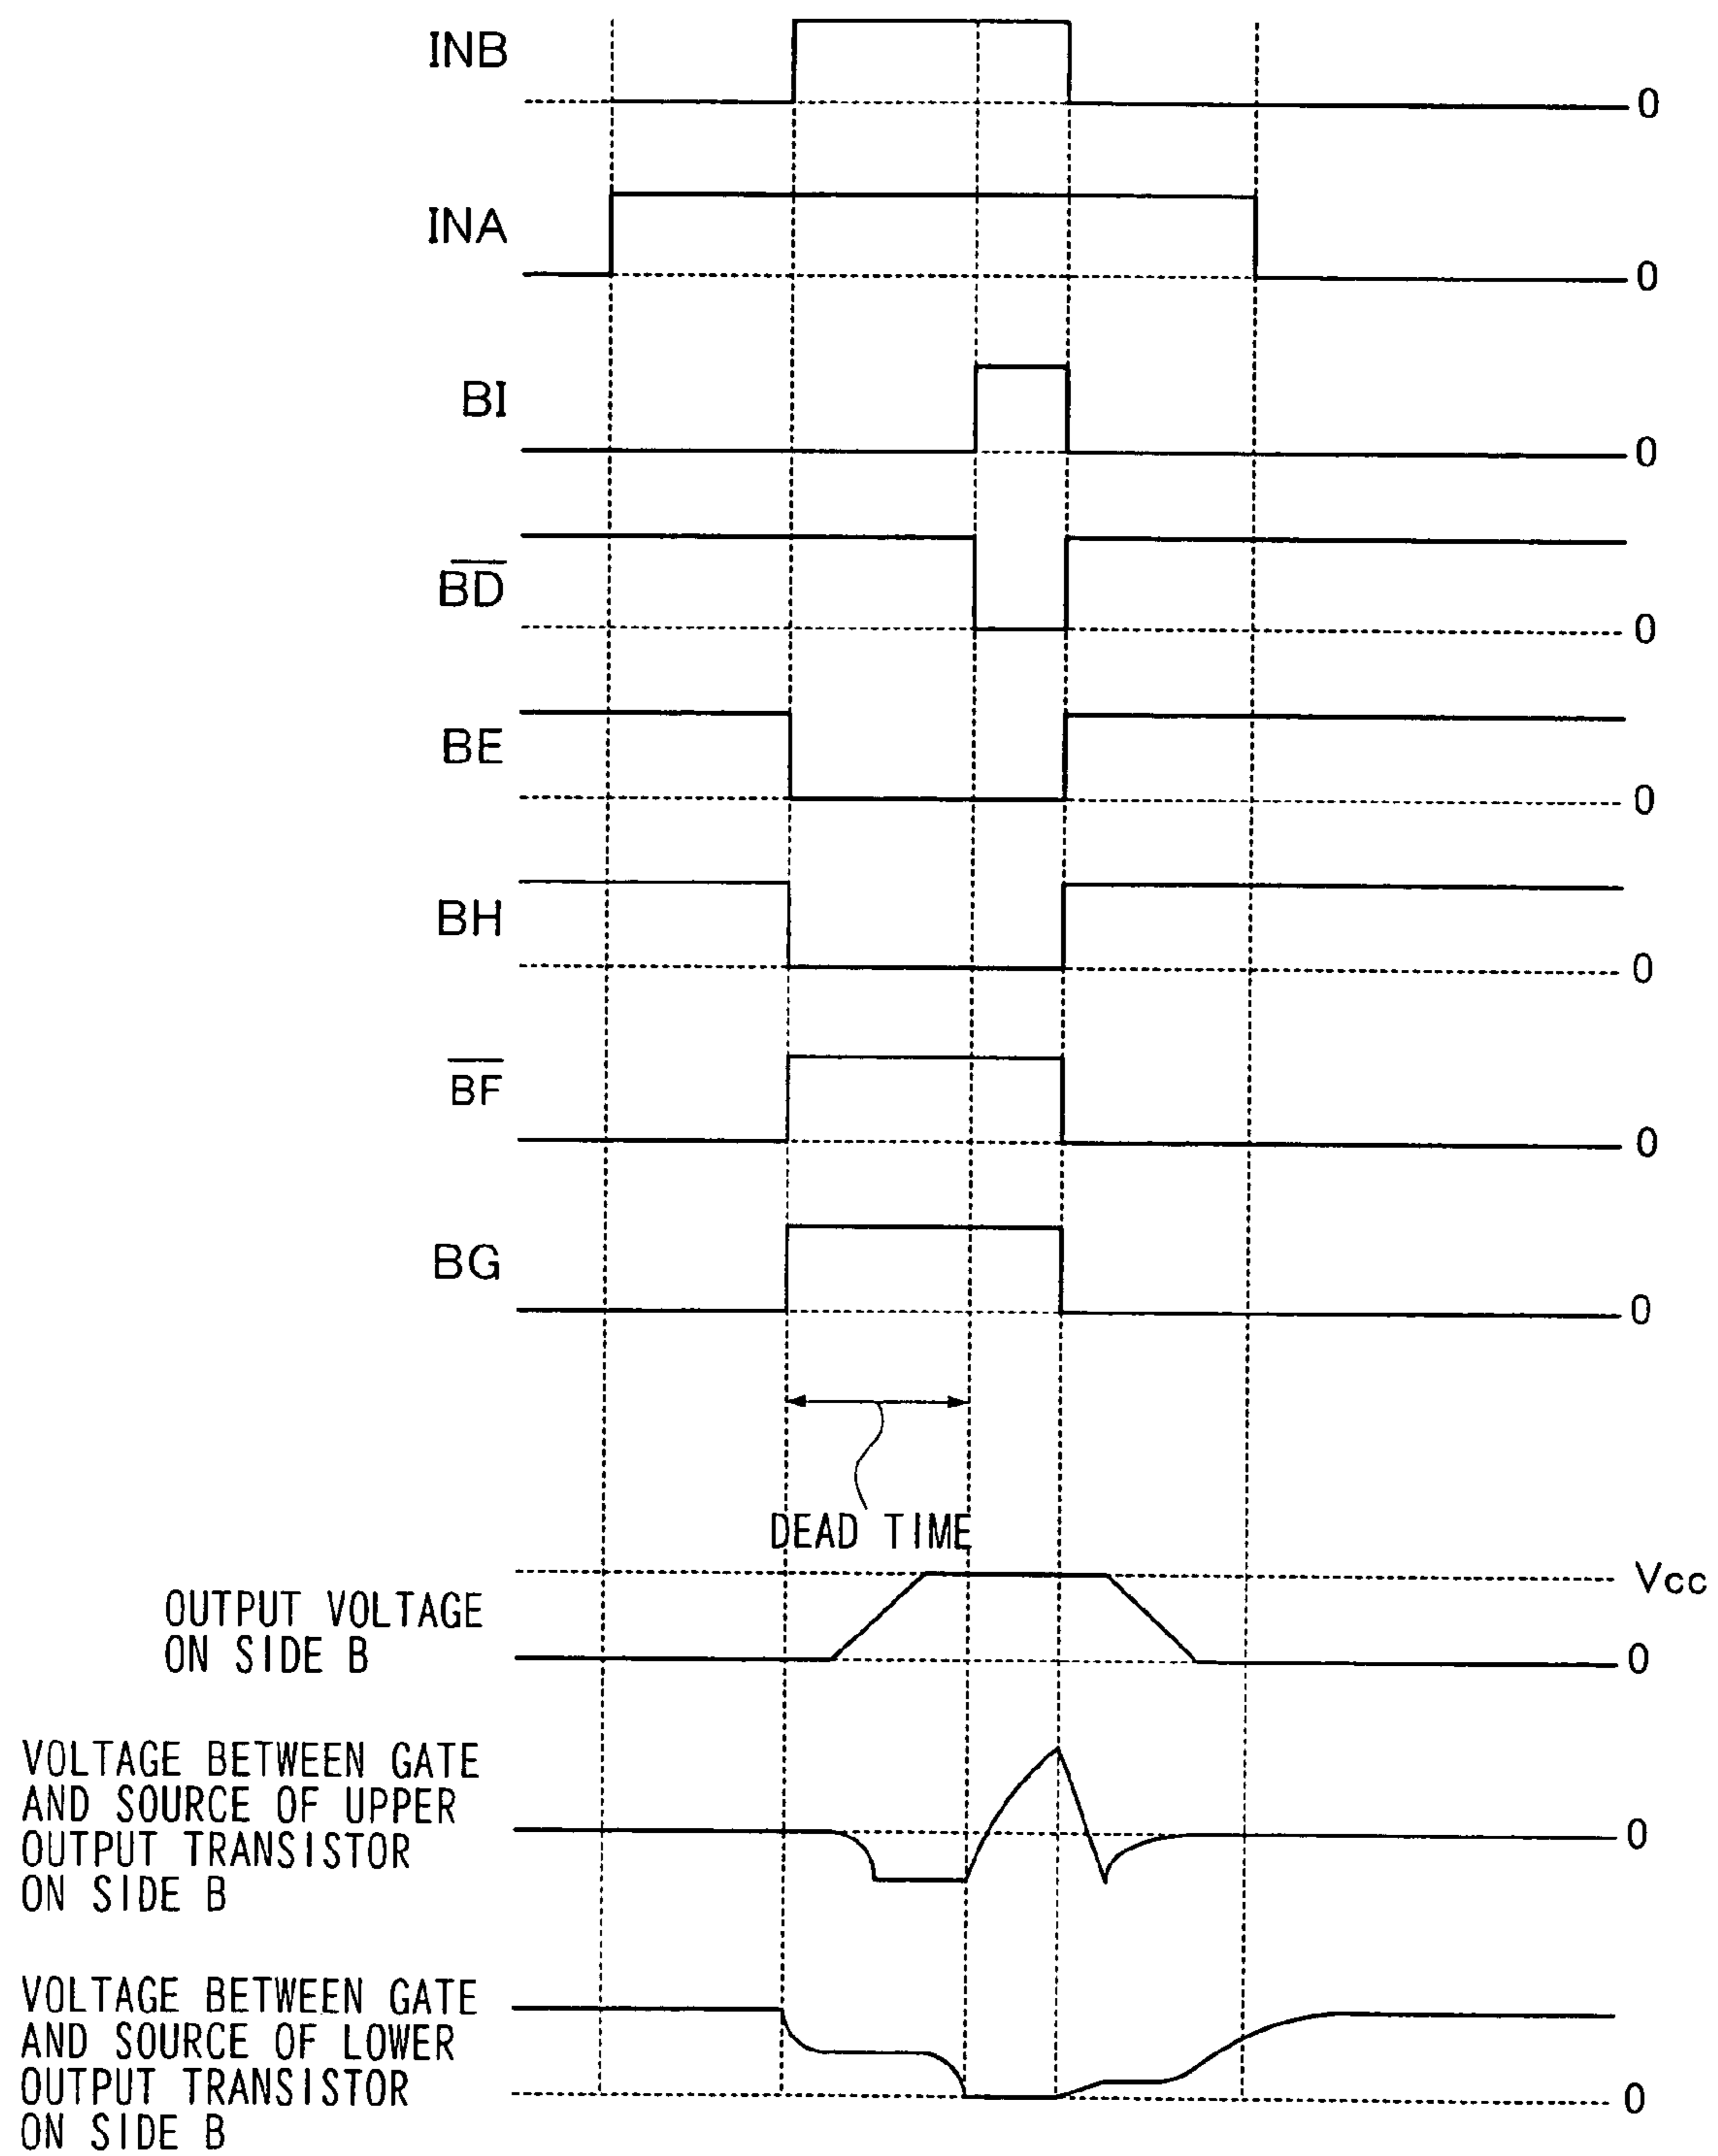 INB
0
INA
0
BI
0
B̅D̅
0
BE
0
BH
0
B̅F̅
0
BG
0
DEAD TIME
Vcc
OUTPUT VOLTAGE
ON SIDE B
0
VOLTAGE BETWEEN GATE
AND SOURCE OF UPPER
OUTPUT TRANSISTOR
ON SIDE B
0
VOLTAGE BETWEEN GATE
AND SOURCE OF LOWER
OUTPUT TRANSISTOR
ON SIDE B
0